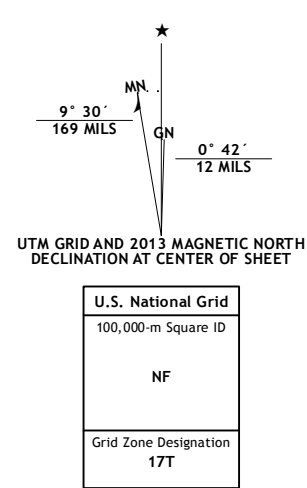 ★
MN
GN
9° 30´
169 MILS
0° 42´
12 MILS
UTM GRID AND 2013 MAGNETIC NORTH
DECLINATION AT CENTER OF SHEET
U.S. National Grid
100,000-m Square ID
NF
Grid Zone Designation
17T